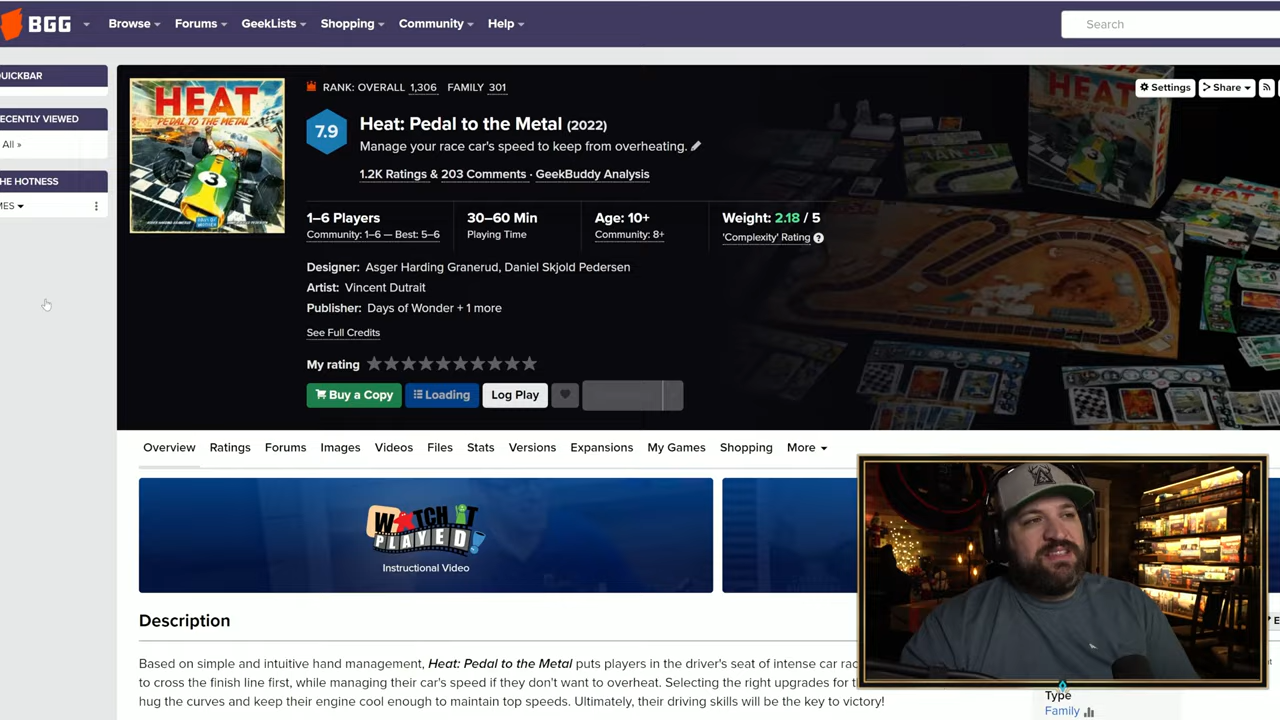 BGG Browse Forums GeekLists Shopping Community Help Search
QUICKBAR
RECENTLY VIEWED
All »
THE HOTNESS
MES
HEAT
PEDAL TO THE METAL
3
RANK: OVERALL 1,306 FAMILY 301
Settings Share
7.9
Heat: Pedal to the Metal (2022)
Manage your race car's speed to keep from overheating.
1.2K Ratings & 203 Comments · GeekBuddy Analysis
1–6 Players
Community: 1–6 — Best: 5–6
30–60 Min
Playing Time
Age: 10+
Community: 8+
Weight: 2.18 / 5
'Complexity' Rating ?
Designer: Asger Harding Granerud, Daniel Skjold Pedersen
Artist: Vincent Dutrait
Publisher: Days of Wonder + 1 more
See Full Credits
My rating
Buy a Copy Loading Log Play
Overview Ratings Forums Images Videos Files Stats Versions Expansions My Games Shopping More
WATCH IT
PLAYED
Instructional Video
Description
Based on simple and intuitive hand management, Heat: Pedal to the Metal puts players in the driver's seat of intense car
to cross the finish line first, while managing their car's speed if they don't want to overheat. Selecting the right upgrades for
hug the curves and keep their engine cool enough to maintain top speeds. Ultimately, their driving skills will be the key to victory!
Type
Family